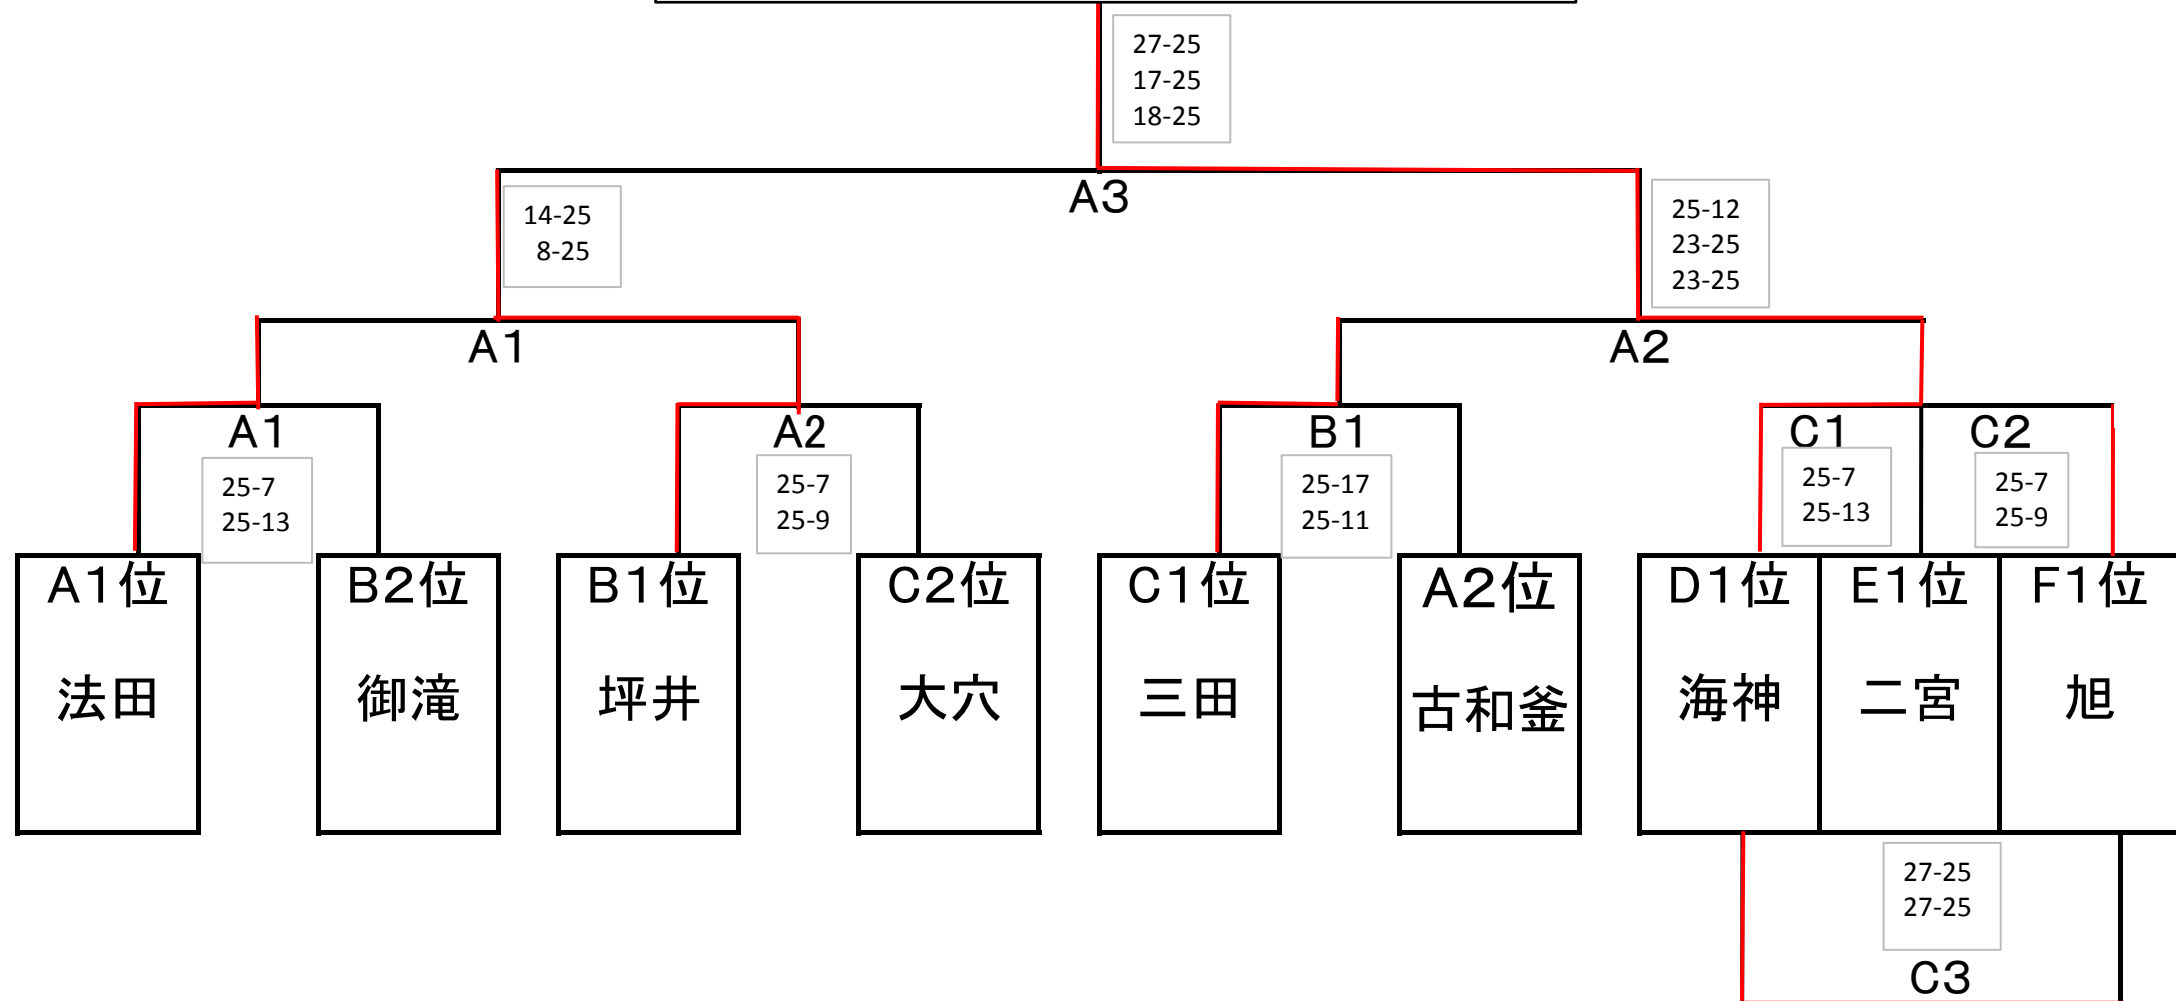 27-25
17-25
18-25
A3
14-25
8-25
25-12
23-25
23-25
A1
A2
A1
A2
B1
C1
C2
25-7
25-13
25-7
25-9
25-17
25-11
25-7
25-13
25-7
25-9
A1位
B2位
B1位
C2位
C1位
A2位
D1位
E1位
F1位
法田
御滝
坪井
大穴
三田
古和釜
海神
二宮
旭
27-25
27-25
C3